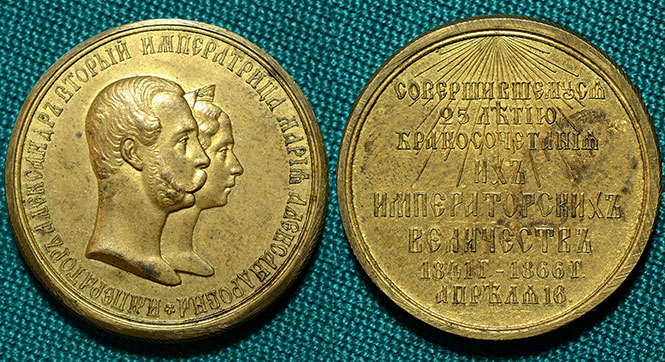 ИМПЕРАТОРЪ АЛЕКСАНДРЪ ВТОРЫЙ ИМПЕРАТРИЦА МАРІЯ АЛЕКСАНДРОВНА
СОВЕРШИВШЕМУСЯ
25 ЛѢТІЮ
БРАКОСОЧЕТАНІЯ
ИХЪ
ИМПЕРАТОРСКИХЪ
ВЕЛИЧЕСТВЪ
1841 Г. - 1866 Г.
АПРѢЛЯ 16.